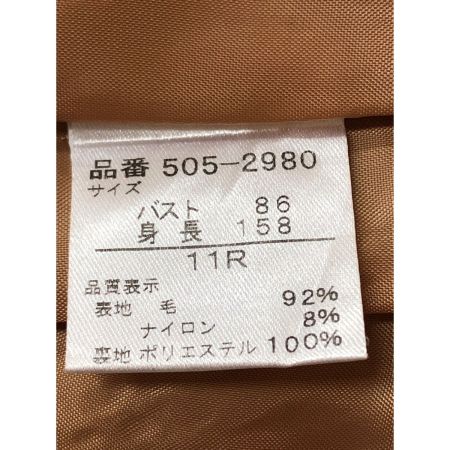 品番 505-2980
サイズ
バスト 86
身長 158
11R
品質表示
表地 毛 92%
ナイロン 8%
裏地 ポリエステル 100%